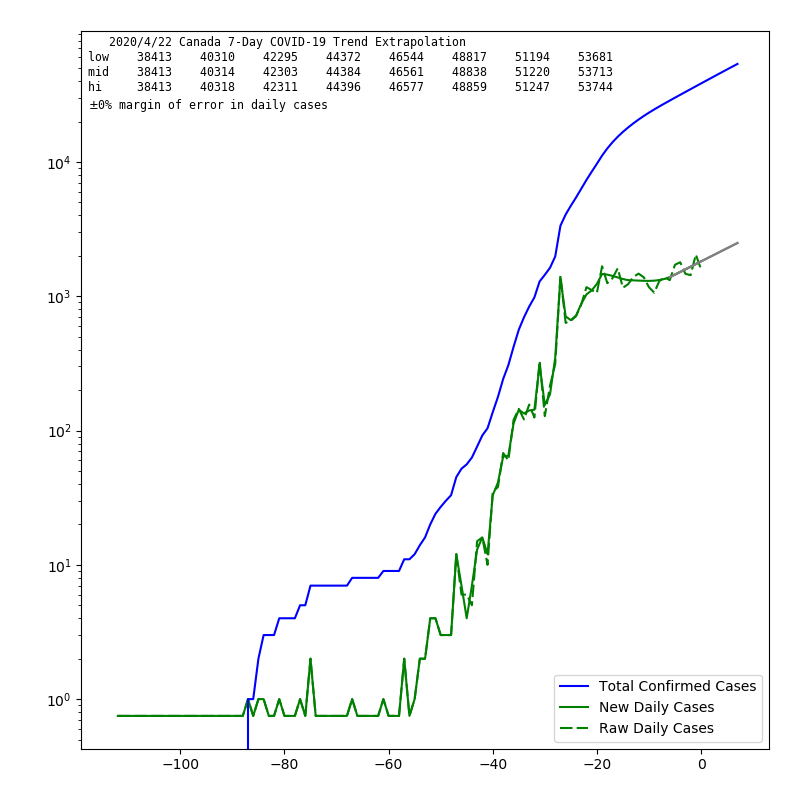 2020/4/22 Canada 7-Day COVID-19 Trend Extrapolation
low 38413 40310 42295 44372 46544 48817 51194 53681
mid 38413 40314 42303 44384 46561 48838 51220 53713
hi 38413 40318 42311 44396 46577 48859 51247 53744
±0% margin of error in daily cases
10⁴
10³
10²
10¹
10⁰
Total Confirmed Cases
New Daily Cases
Raw Daily Cases
−100 −80 −60 −40 −20 0